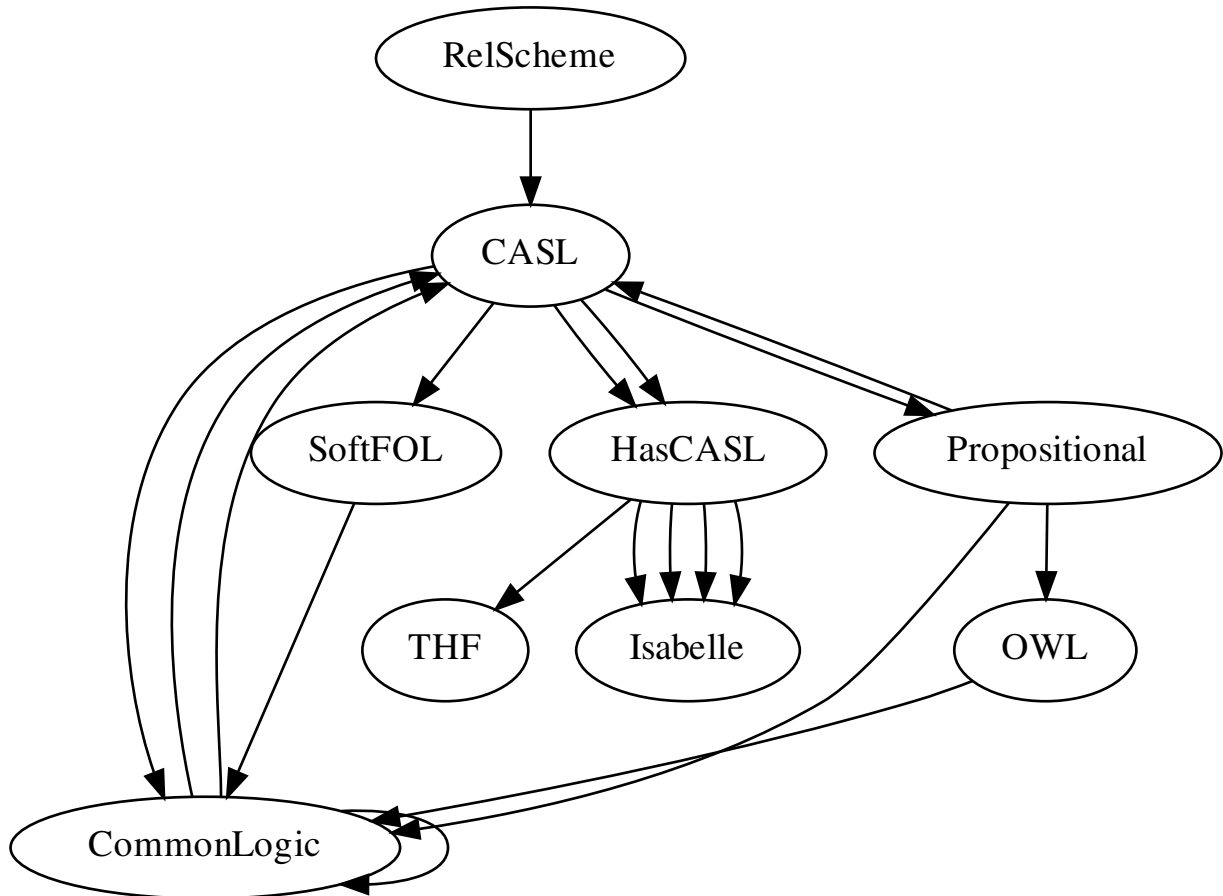 RelScheme
CASL
SoftFOL
HasCASL
Propositional
THF
Isabelle
OWL
CommonLogic